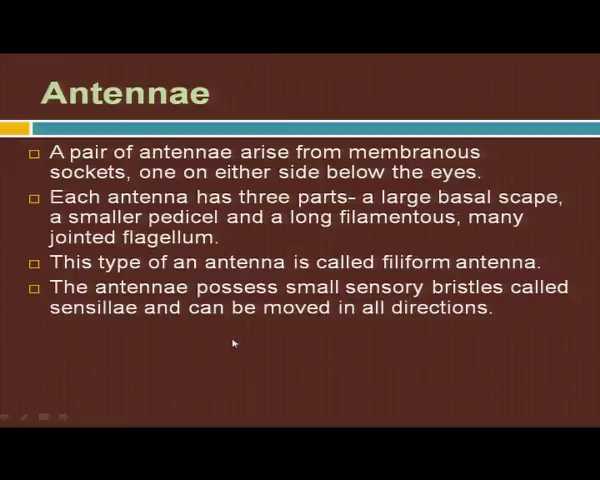 Antennae
A pair of antennae arise from membranous
sockets, one on either side below the eyes.
Each antenna has three parts- a large basal scape,
a smaller pedicel and a long filamentous, many
jointed flagellum.
This type of an antenna is called filiform antenna.
The antennae possess small sensory bristles called
sensillae and can be moved in all directions.